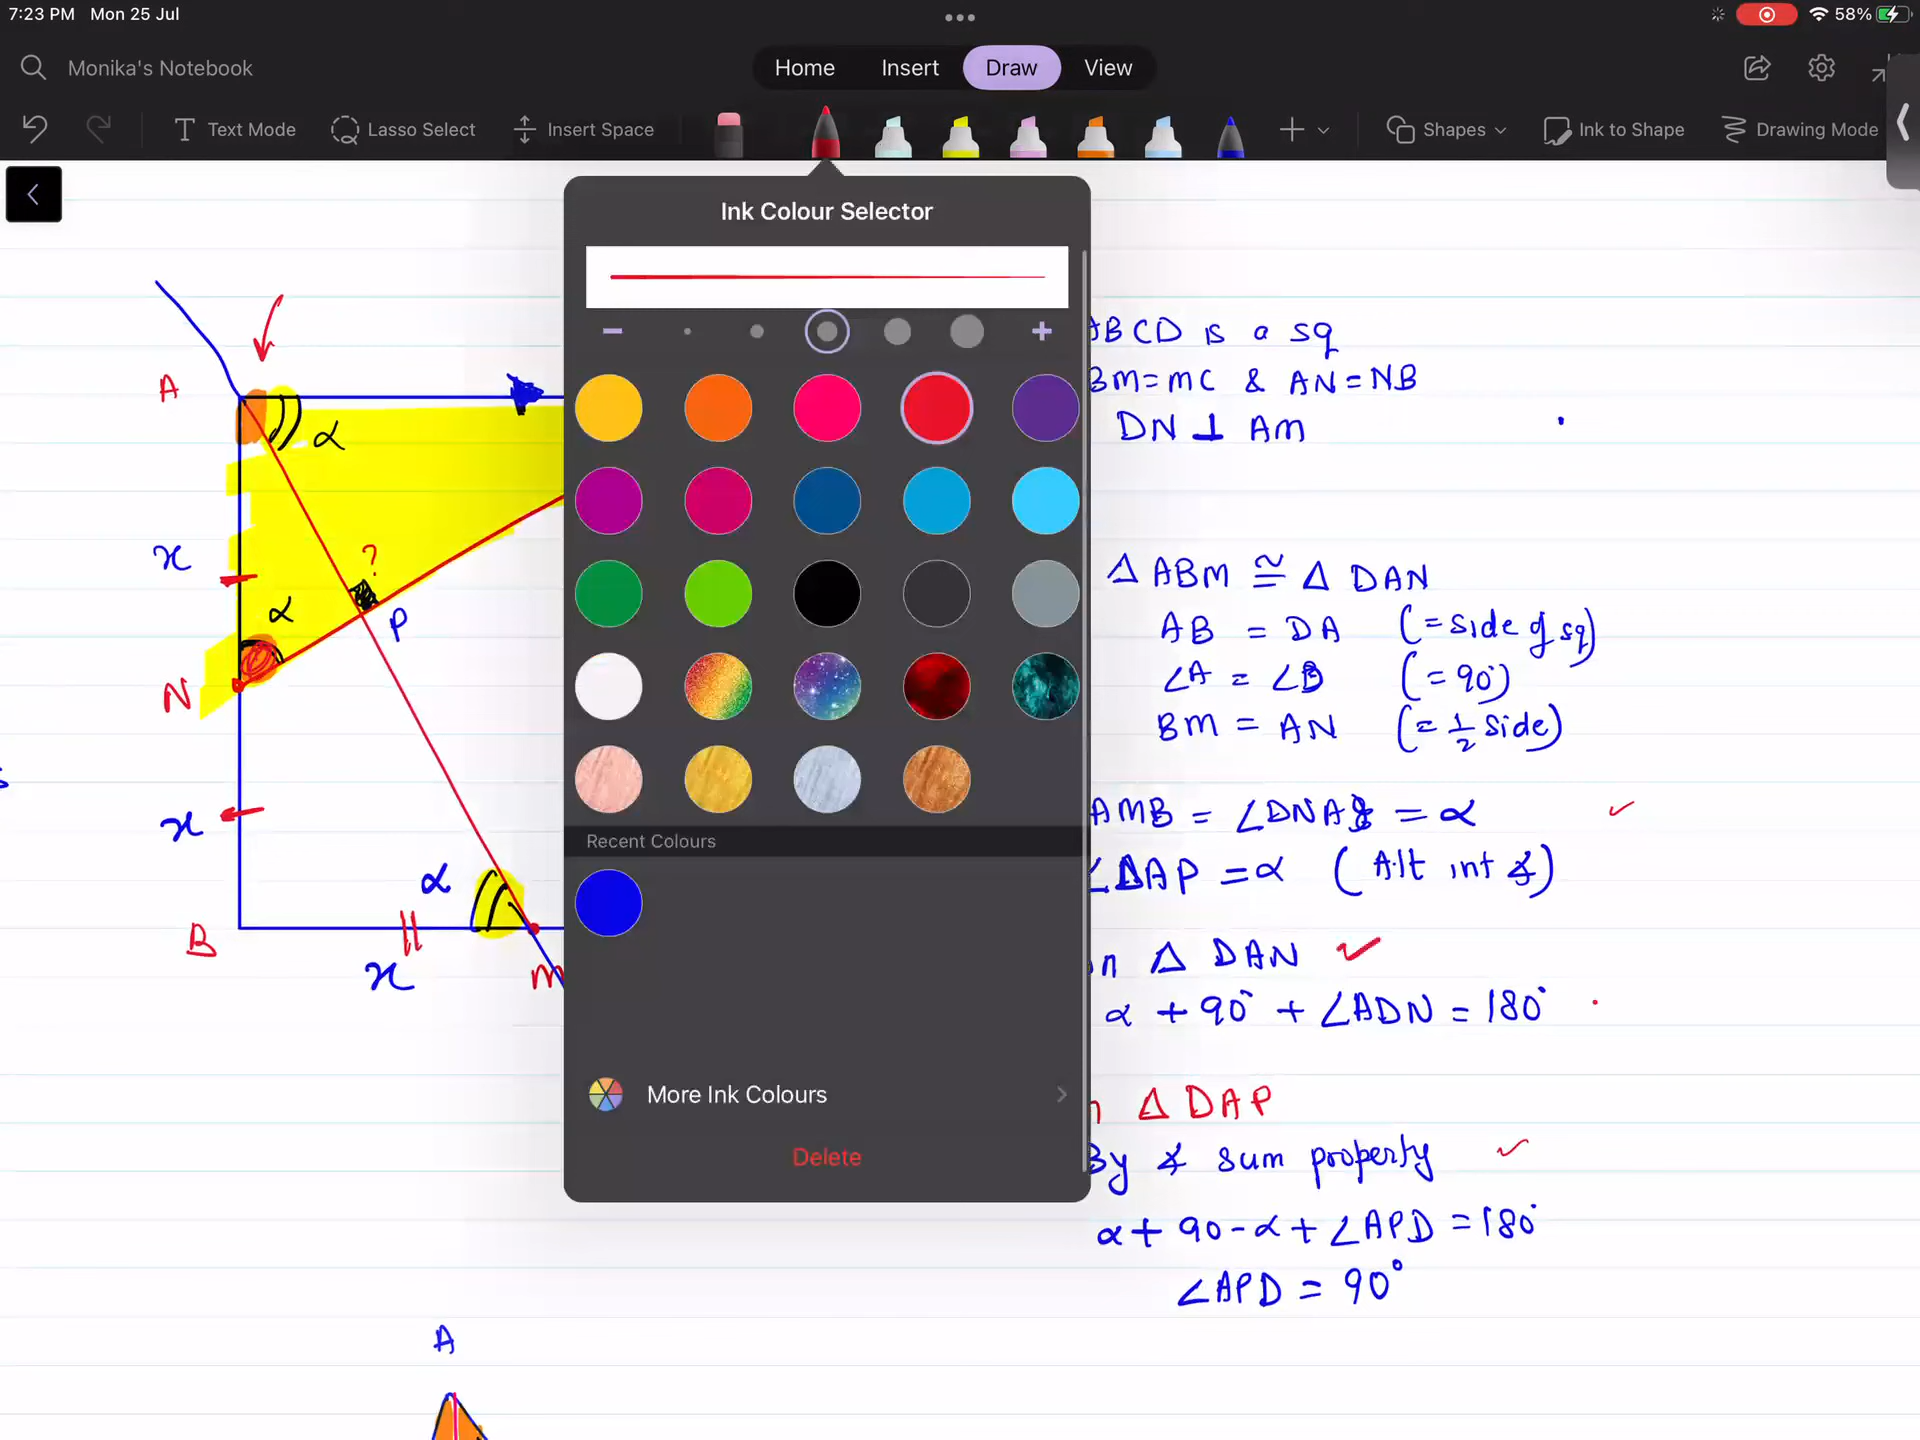 7:23 PM Mon 25 Jul
58%
Monika's Notebook
Home Insert Draw View
Text Mode Lasso Select Insert Space Shapes Ink to Shape Drawing Mode
Ink Colour Selector
Recent Colours
More Ink Colours
Delete
A
α
x
?
α
P
N
x
α
B
x
M
A
ABCD is a sq
BM = MC & AN = NB
DN ⊥ AM
Δ ABM ≅ Δ DAN
AB = DA (= side of sq)
∠A = ∠B (= 90°)
BM = AN (= 1/2 side)
AMB = ∠DNA = α
∠DAP = α (Alt int ∡)
n Δ DAN
α + 90° + ∠ADN = 180°
n Δ DAP
By ∡ sum property
α + 90 - α + ∠APD = 180°
∠APD = 90°